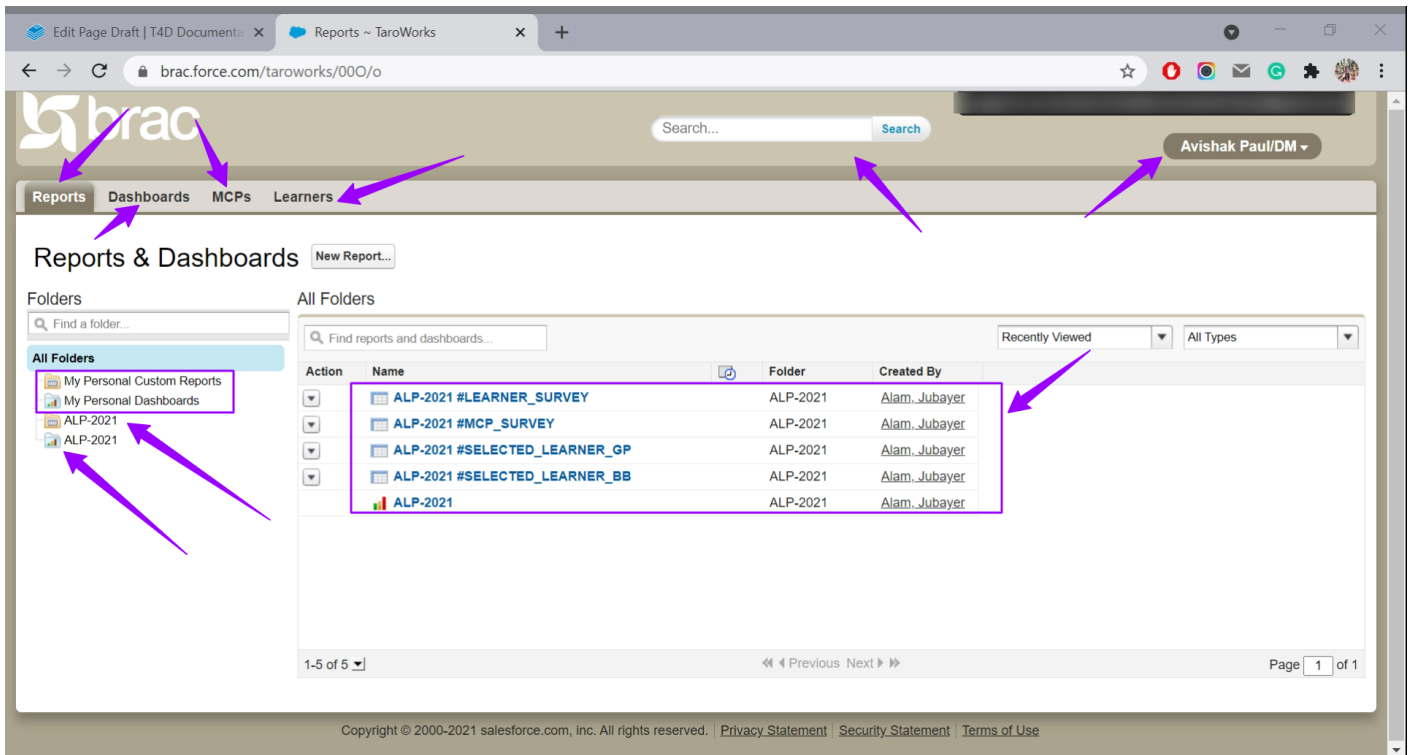 Edit Page Draft | T4D Documenta
Reports ~ TaroWorks
brac.force.com/taroworks/00O/o
brac
Search... Search
Avishak Paul/DM
Reports Dashboards MCPs Learners
Reports & Dashboards New Report...
Folders
Find a folder...
All Folders
My Personal Custom Reports
My Personal Dashboards
ALP-2021
ALP-2021
All Folders
Find reports and dashboards... Recently Viewed All Types
Action Name Folder Created By
ALP-2021 #LEARNER_SURVEY ALP-2021 Alam, Jubayer
ALP-2021 #MCP_SURVEY ALP-2021 Alam, Jubayer
ALP-2021 #SELECTED_LEARNER_GP ALP-2021 Alam, Jubayer
ALP-2021 #SELECTED_LEARNER_BB ALP-2021 Alam, Jubayer
ALP-2021 ALP-2021 Alam, Jubayer
1-5 of 5 Previous Next Page 1 of 1
Copyright © 2000-2021 salesforce.com, inc. All rights reserved. | Privacy Statement | Security Statement | Terms of Use